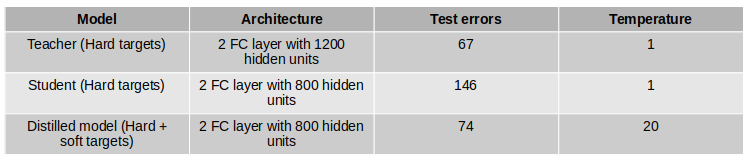 Model Architecture Test errors Temperature
Teacher (Hard targets) 2 FC layer with 1200 67 1
hidden units
Student (Hard targets) 2 FC layer with 800 hidden 146 1
units
Distilled model (Hard + 2 FC layer with 800 hidden 74 20
soft targets) units